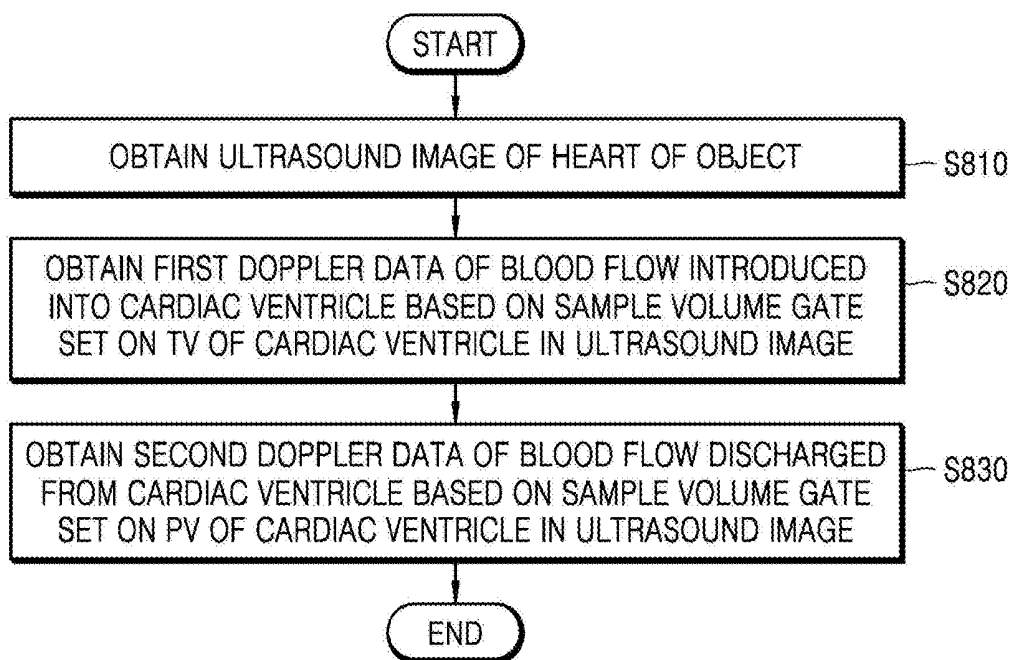 START
OBTAIN ULTRASOUND IMAGE OF HEART OF OBJECT
S810
OBTAIN FIRST DOPPLER DATA OF BLOOD FLOW INTRODUCED
INTO CARDIAC VENTRICLE BASED ON SAMPLE VOLUME GATE
SET ON TV OF CARDIAC VENTRICLE IN ULTRASOUND IMAGE
S820
OBTAIN SECOND DOPPLER DATA OF BLOOD FLOW DISCHARGED
FROM CARDIAC VENTRICLE BASED ON SAMPLE VOLUME GATE
SET ON PV OF CARDIAC VENTRICLE IN ULTRASOUND IMAGE
S830
END